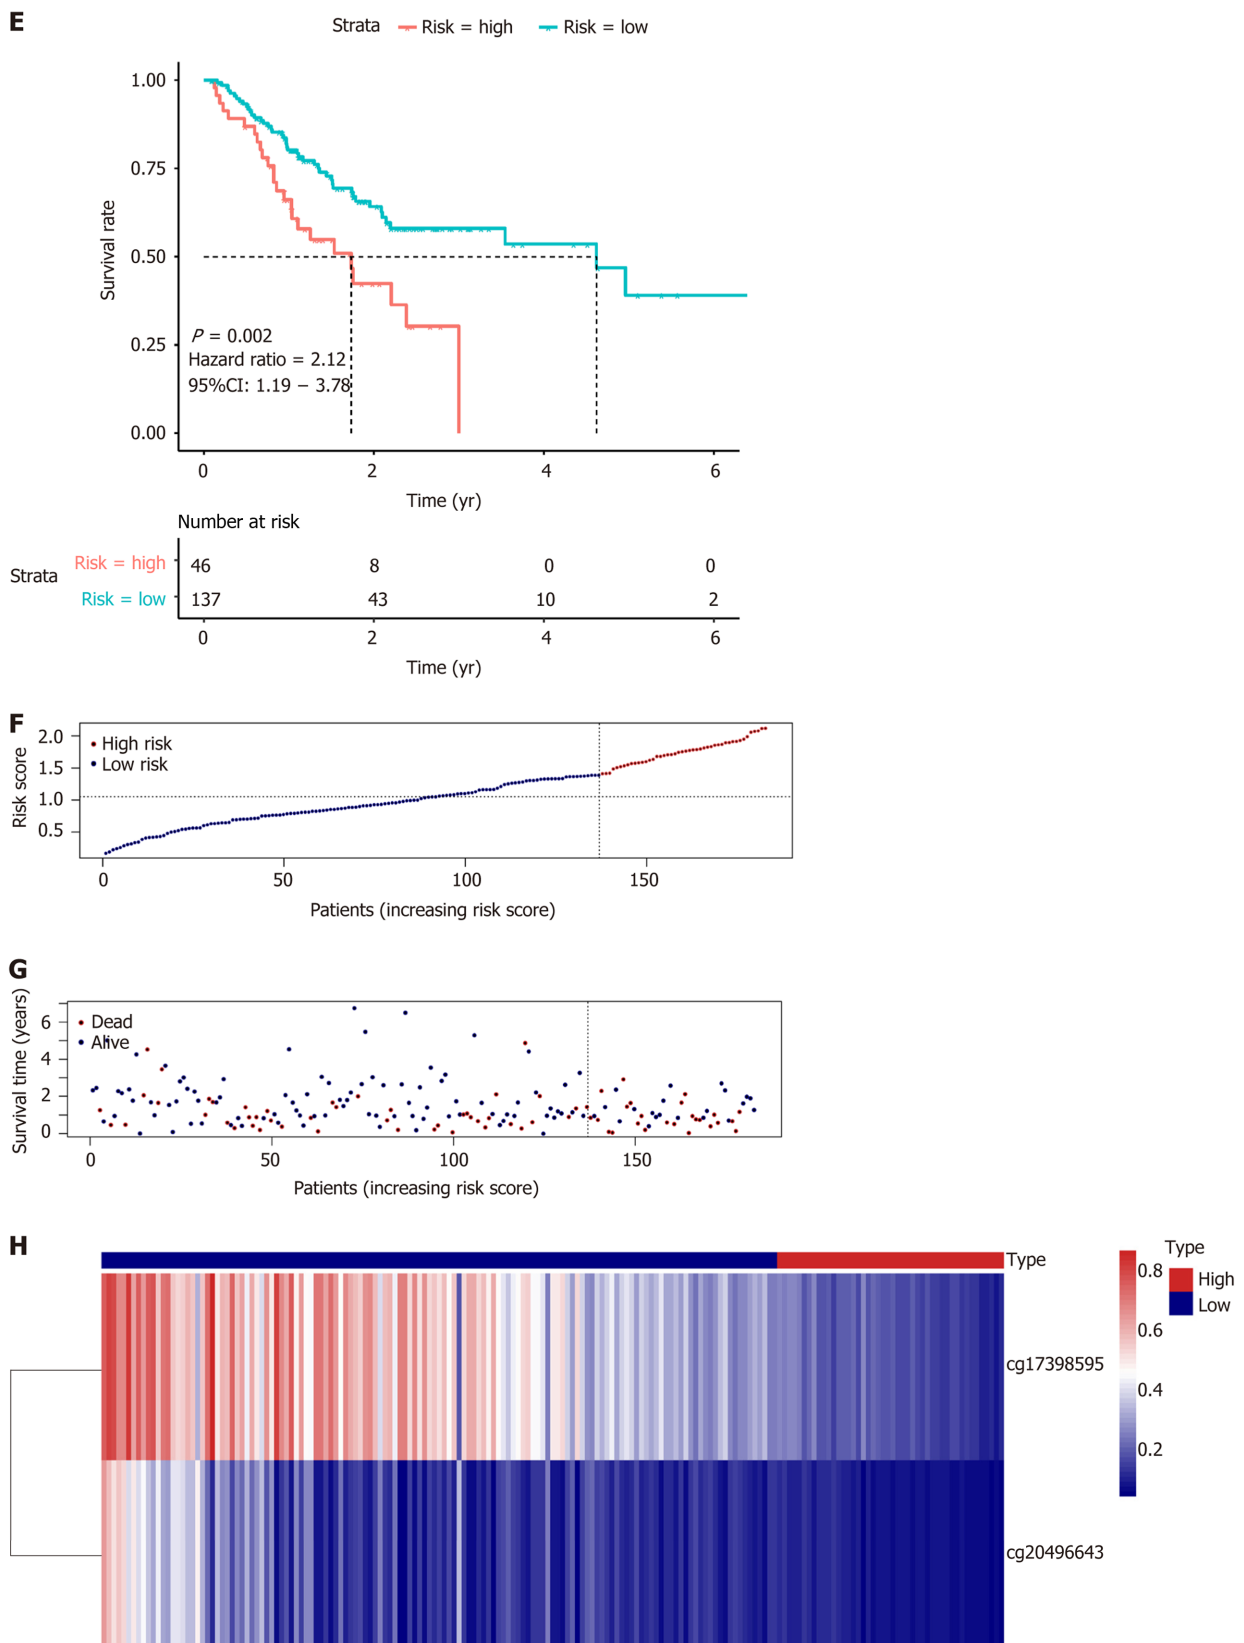 E
Strata Risk = high Risk = low
1.00
0.75
0.50
0.25
0.00
Survival rate
P = 0.002
Hazard ratio = 2.12
95%CI: 1.19 – 3.78
0 2 4 6
Time (yr)
Number at risk
Strata
Risk = high 46 8 0 0
Risk = low 137 43 10 2
0 2 4 6
Time (yr)
F
Risk score
2.0
1.5
1.0
0.5
High risk
Low risk
0 50 100 150
Patients (increasing risk score)
G
Survival time (years)
6
4
2
0
Dead
Alive
0 50 100 150
Patients (increasing risk score)
H
Type
cg17398595
cg20496643
0.8
0.6
0.4
0.2
Type
High
Low